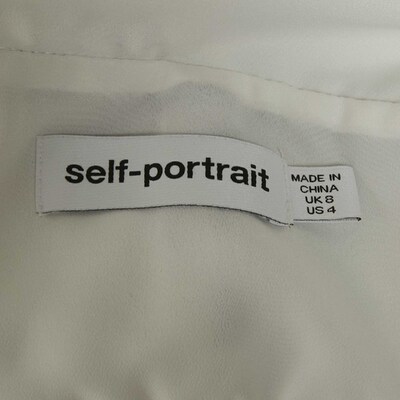 self-portrait
MADE IN
CHINA
UK 8
US 4